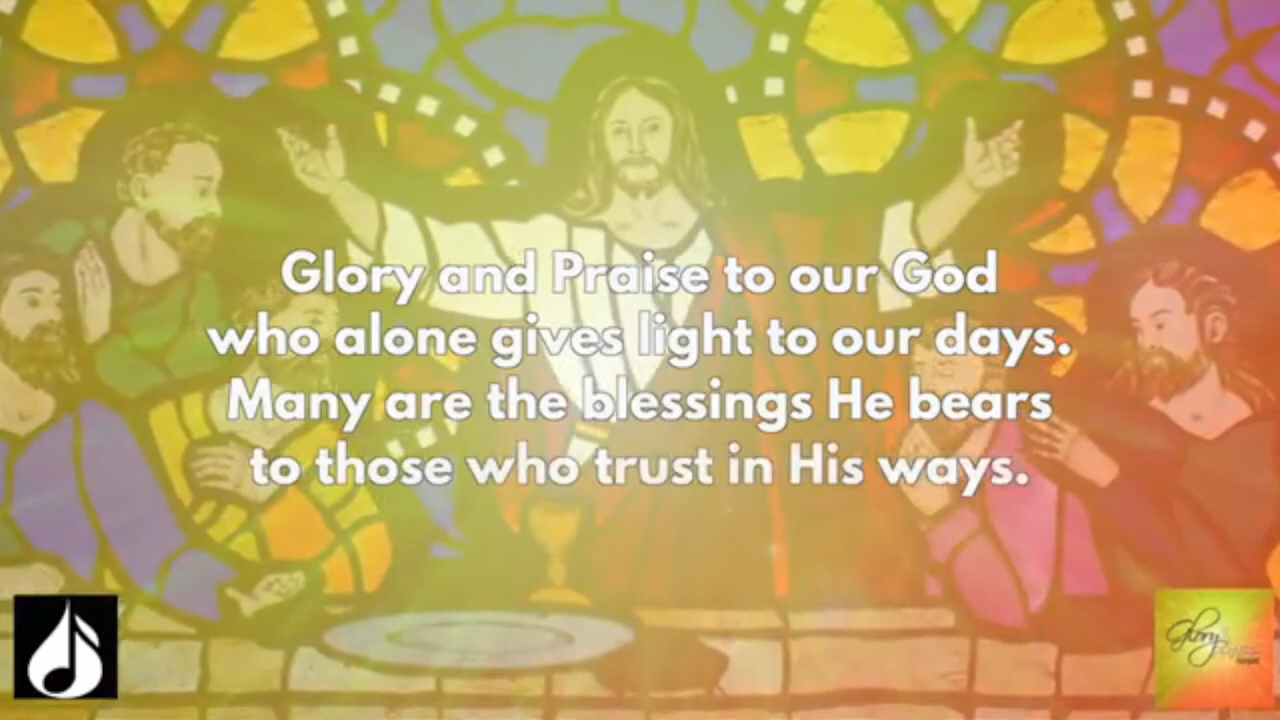 Glory and Praise to our God
who alone gives light to our days.
Many are the blessings He bears
to those who trust in His ways.
Glory